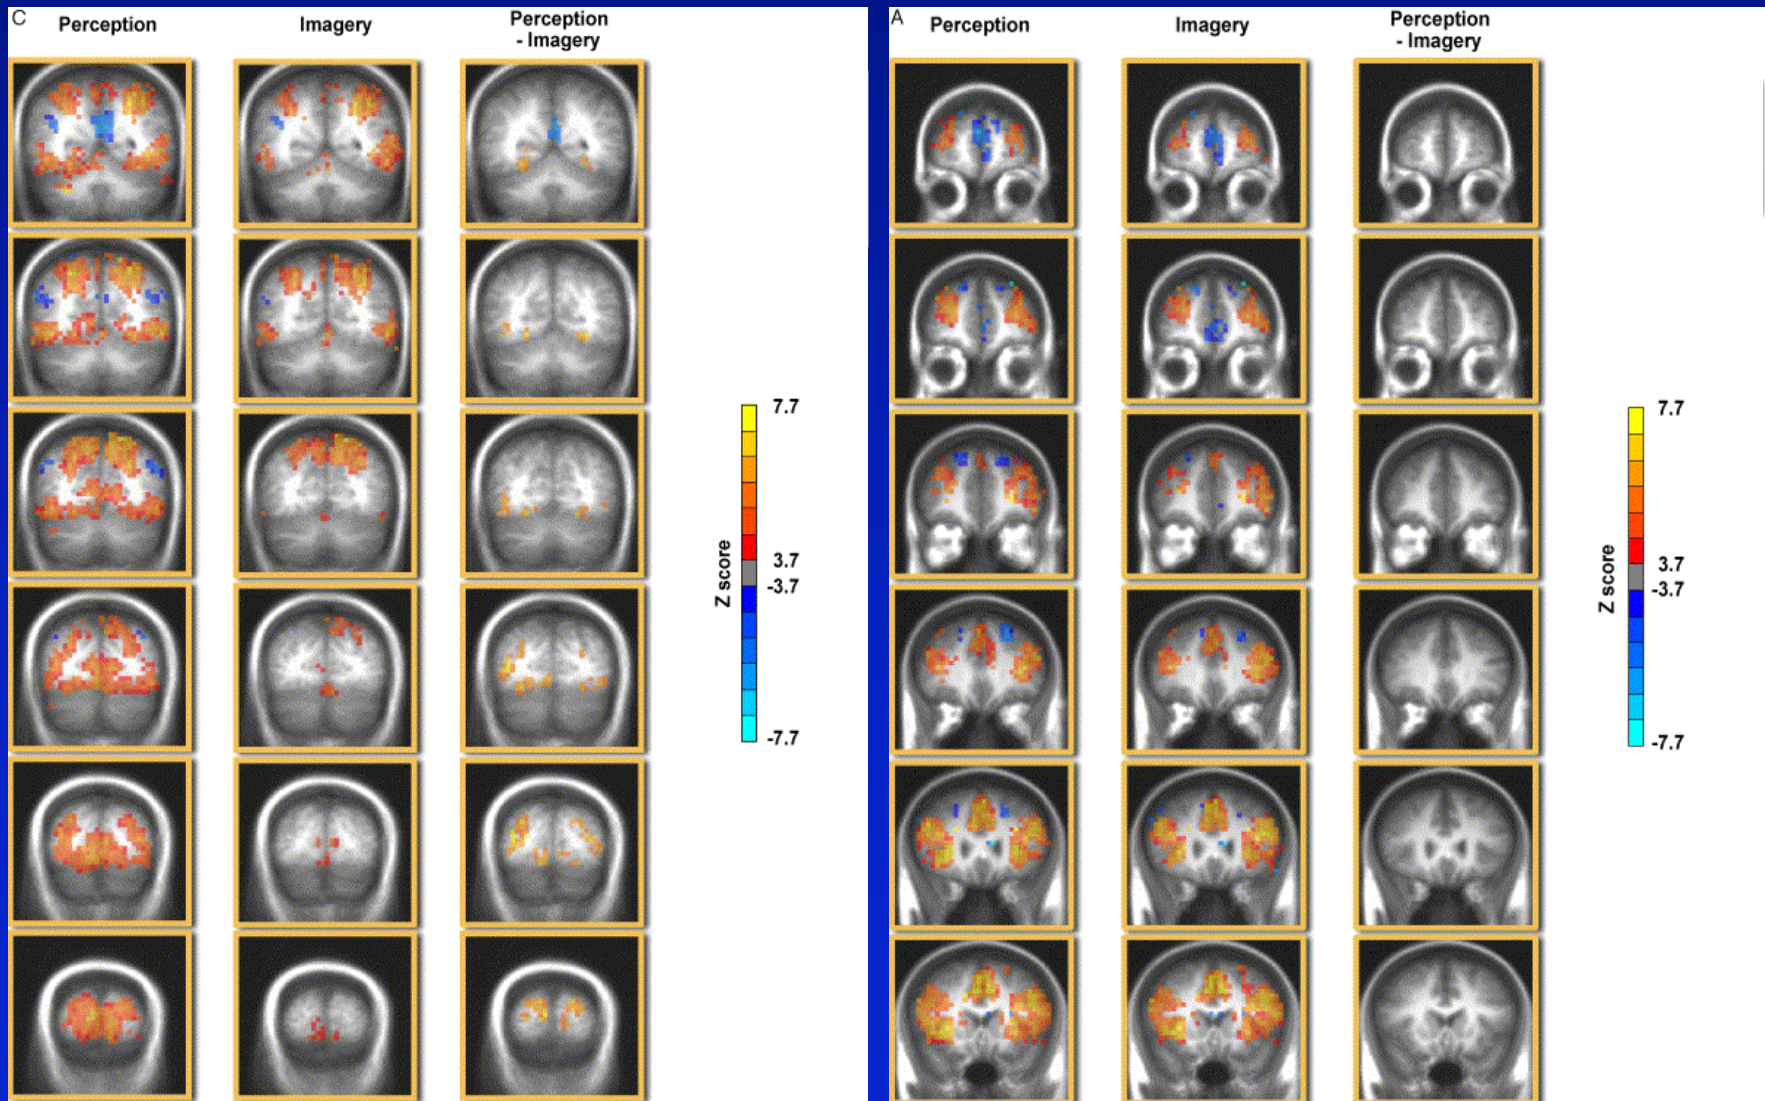 C
Perception
Imagery
Perception
- Imagery
7.7
3.7
-3.7
-7.7
Z score
A
Perception
Imagery
Perception
- Imagery
7.7
3.7
-3.7
-7.7
Z score